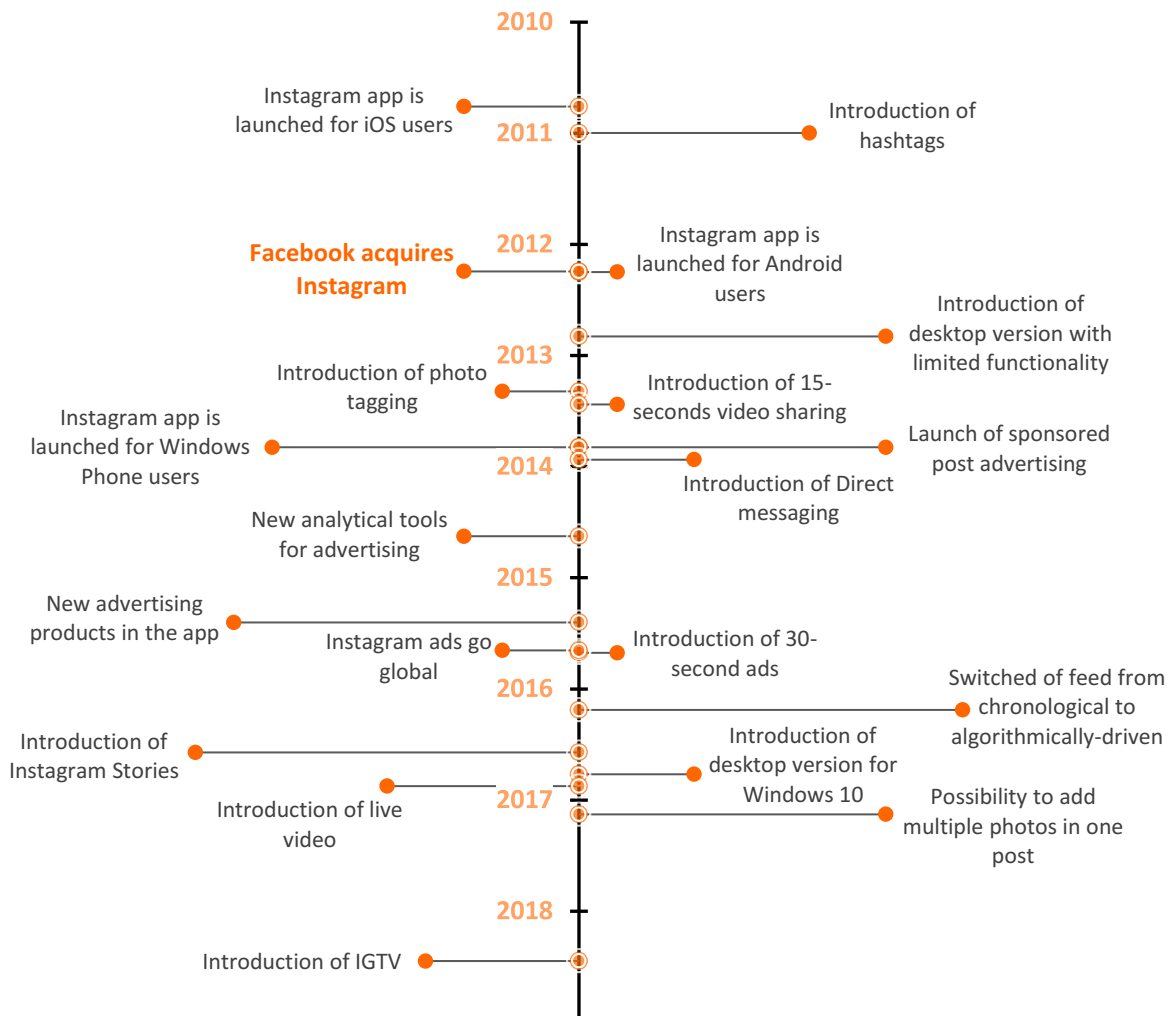 2010
Instagram app is
launched for iOS users
2011
Introduction of
hashtags
2012
Facebook acquires
Instagram
Instagram app is
launched for Android
users
Introduction of
desktop version with
limited functionality
2013
Introduction of photo
tagging
Introduction of 15-
seconds video sharing
Instagram app is
launched for Windows
Phone users
Launch of sponsored
post advertising
2014
Introduction of Direct
messaging
New analytical tools
for advertising
2015
New advertising
products in the app
Instagram ads go
global
Introduction of 30-
second ads
2016
Switched of feed from
chronological to
algorithmically-driven
Introduction of
Instagram Stories
Introduction of
desktop version for
Windows 10
2017
Introduction of live
video
Possibility to add
multiple photos in one
post
2018
Introduction of IGTV